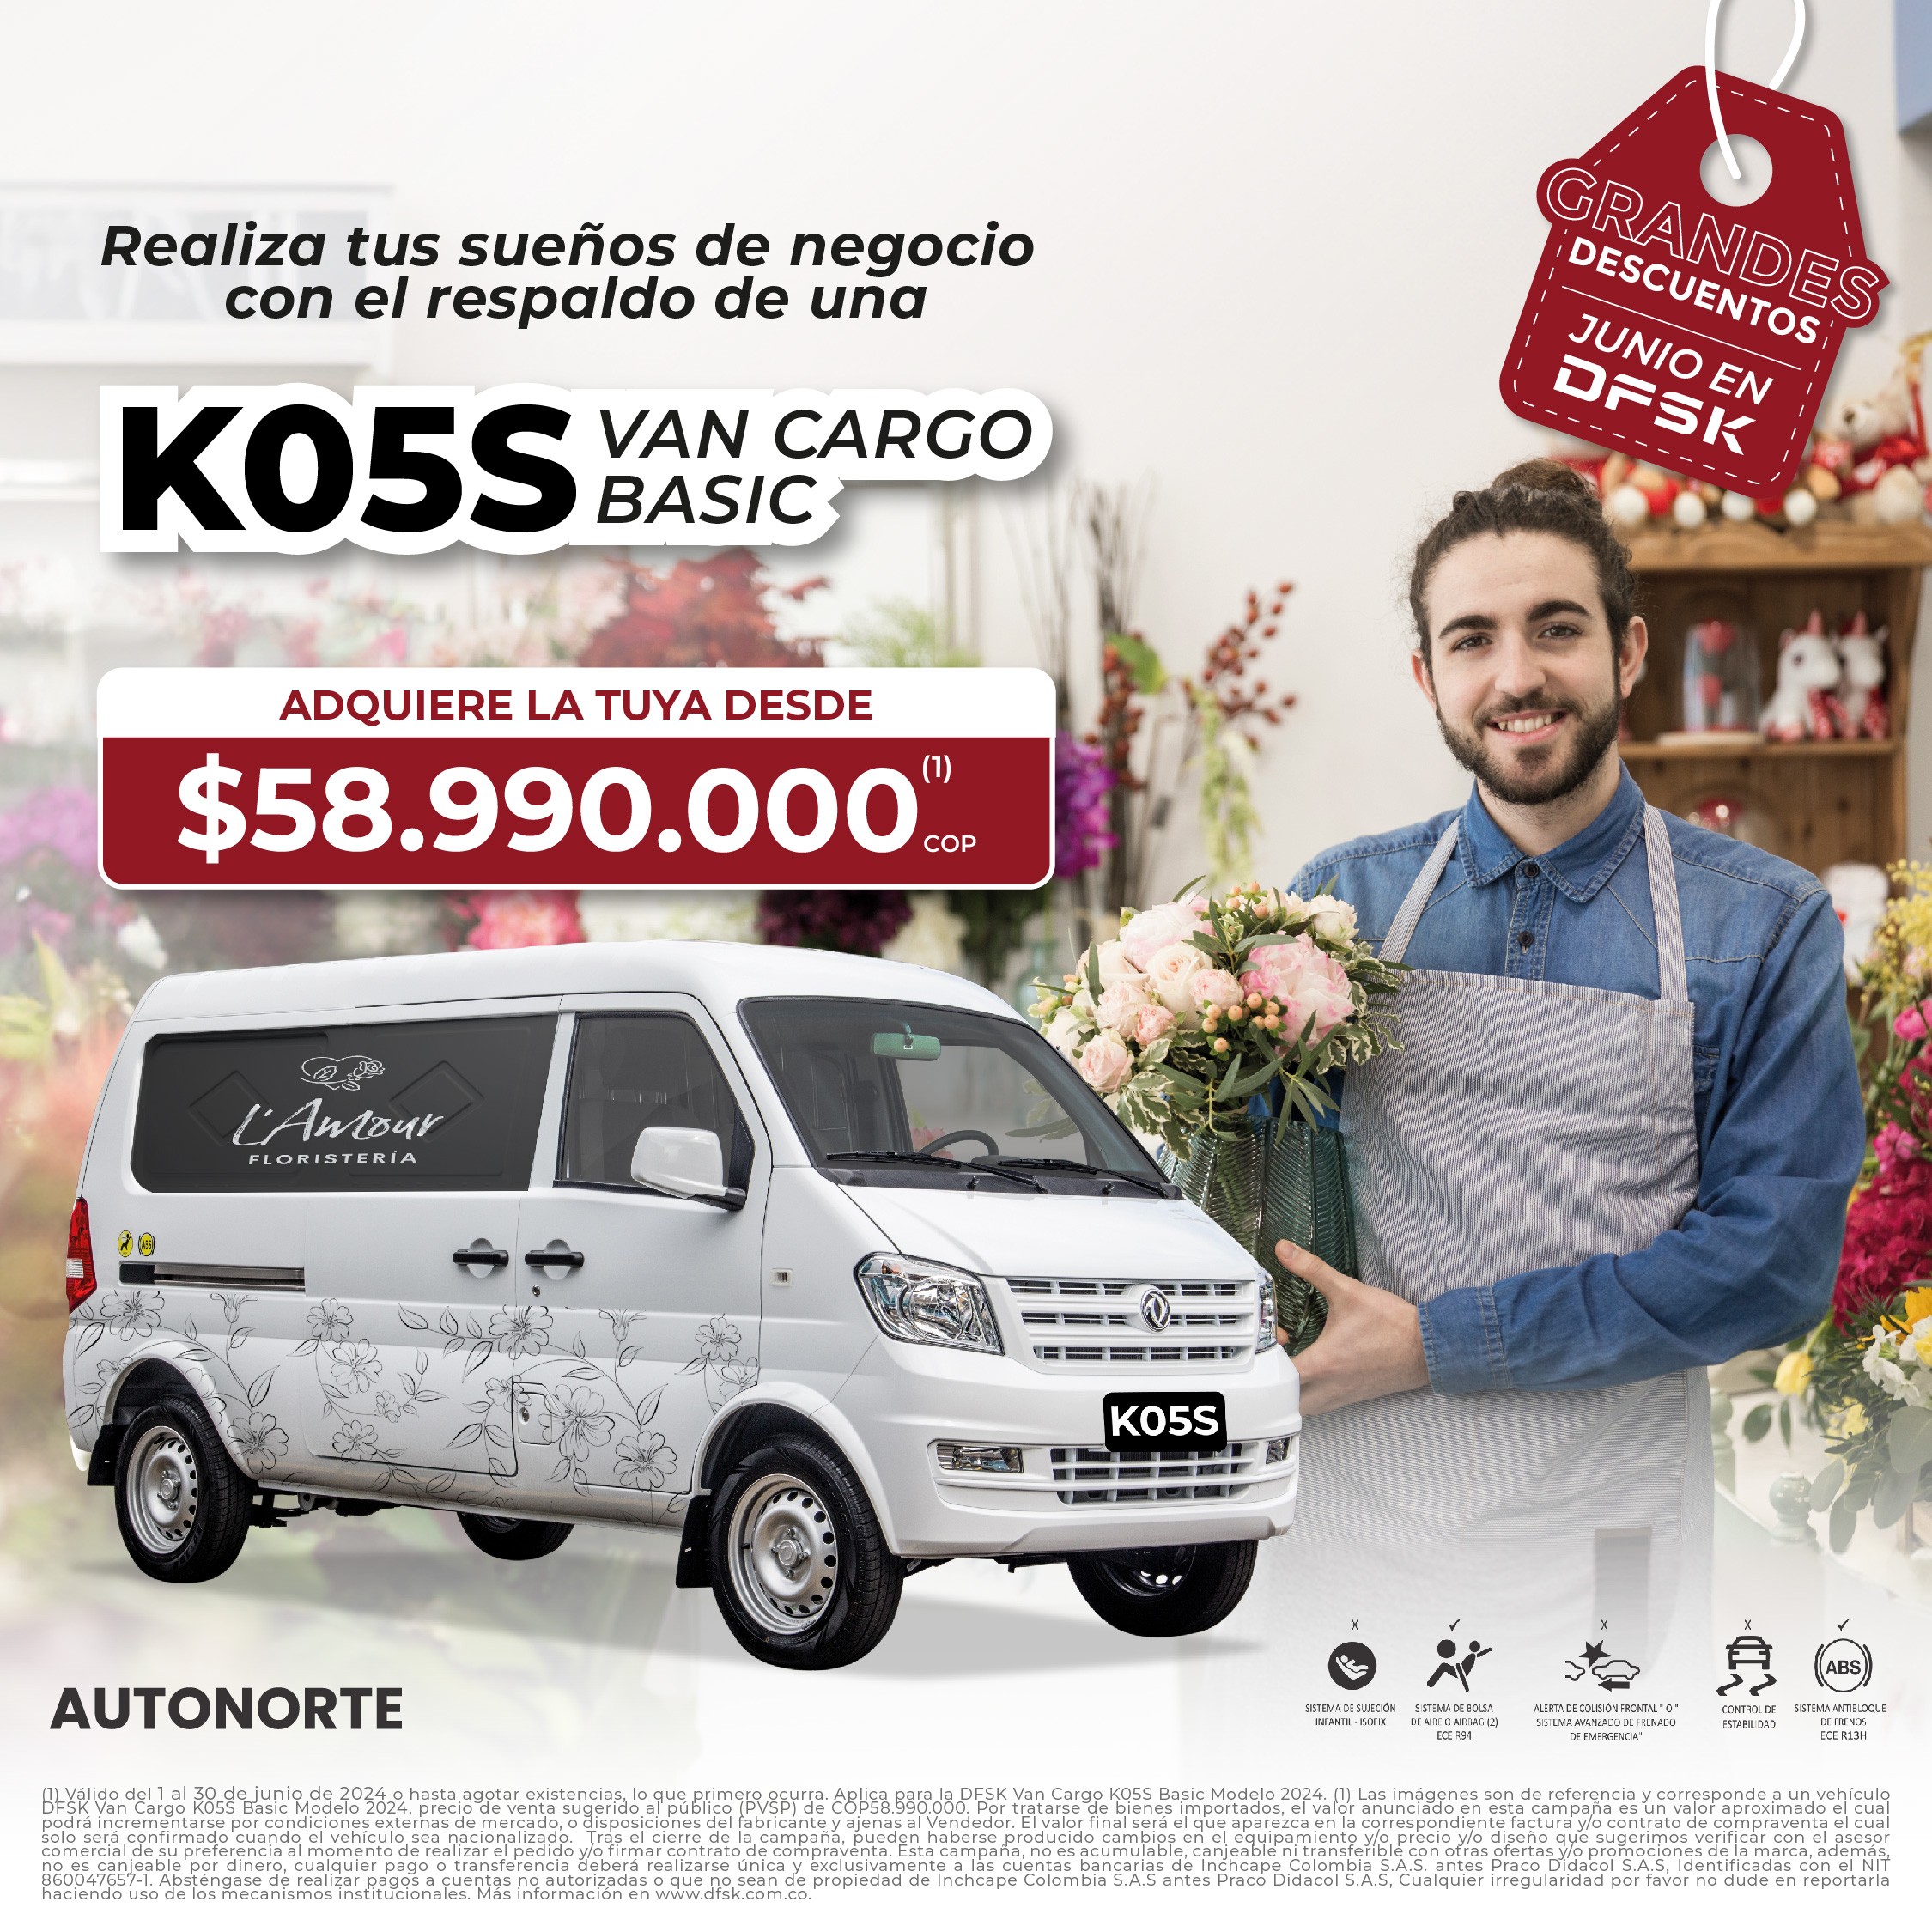 GRANDES
DESCUENTOS
JUNIO EN
DFSK
Realiza tus sueños de negocio
con el respaldo de una
K05S VAN CARGO
BASIC
ADQUIERE LA TUYA DESDE
$58.990.000 (1)
COP
L'Amour
FLORISTERÍA
ABS
K05S
AUTONORTE
X
SISTEMA DE SUJECIÓN
INFANTIL - ISOFIX
✓
SISTEMA DE BOLSA
DE AIRE O AIRBAG (2)
ECE R94
X
ALERTA DE COLISIÓN FRONTAL " O "
SISTEMA AVANZADO DE FRENADO
DE EMERGENCIA"
X
CONTROL DE
ESTABILIDAD
✓
ABS
SISTEMA ANTIBLOQUE
DE FRENOS
ECE R13H
(1) Válido del 1 al 30 de junio de 2024 o hasta agotar existencias, lo que primero ocurra. Aplica para la DFSK Van Cargo K05S Basic Modelo 2024. (1) Las imágenes son de referencia y corresponde a un vehículo
DFSK Van Cargo K05S Basic Modelo 2024, precio de venta sugerido al público (PVSP) de COP58.990.000. Por tratarse de bienes importados, el valor anunciado en esta campaña es un valor aproximado el cual
podrá incrementarse por condiciones externas de mercado, o disposiciones del fabricante y ajenas al Vendedor. El valor final será el que aparezca en la correspondiente factura y/o contrato de compraventa el cual
solo será confirmado cuando el vehículo sea nacionalizado. Tras el cierre de la campaña, pueden haberse producido cambios en el equipamiento y/o precio y/o diseño que sugerimos verificar con el asesor
comercial de su preferencia al momento de realizar el pedido y/o firmar contrato de compraventa. Esta campaña, no es acumulable, canjeable ni transferible con otras ofertas y/o promociones de la marca, además,
no es canjeable por dinero, cualquier pago o transferencia deberá realizarse única y exclusivamente a las cuentas bancarias de Inchcape Colombia S.A.S. antes Praco Didacol S.A.S, Identificadas con el NIT
860047657-1. Absténgase de realizar pagos a cuentas no autorizadas o que no sean de propiedad de Inchcape Colombia S.A.S antes Praco Didacol S.A.S, Cualquier irregularidad por favor no dude en reportarla
haciendo uso de los mecanismos institucionales. Más información en www.dfsk.com.co.